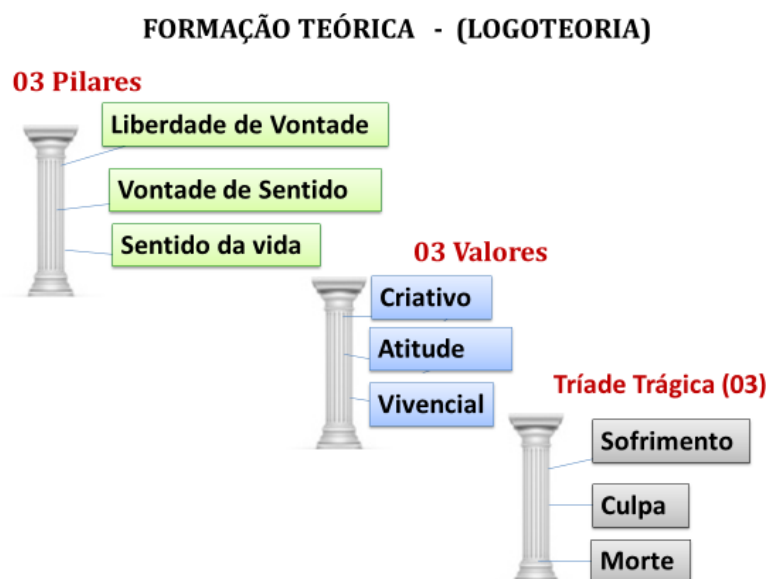 FORMAÇÃO TEÓRICA - (LOGOTEORIA)
03 Pilares
Liberdade de Vontade
Vontade de Sentido
Sentido da vida
03 Valores
Criativo
Atitude
Vivencial
Tríade Trágica (03)
Sofrimento
Culpa
Morte